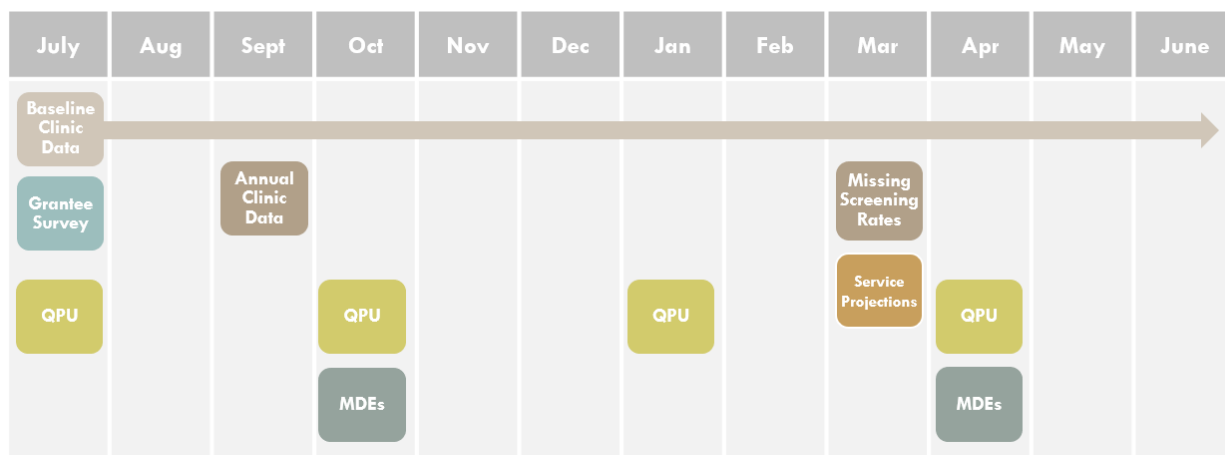 July Aug Sept Oct Nov Dec Jan Feb Mar Apr May June
Baseline
Clinic
Data
Grantee
Survey
Annual
Clinic
Data
Missing
Screening
Rates
Service
Projections
QPU QPU QPU QPU
MDEs MDEs